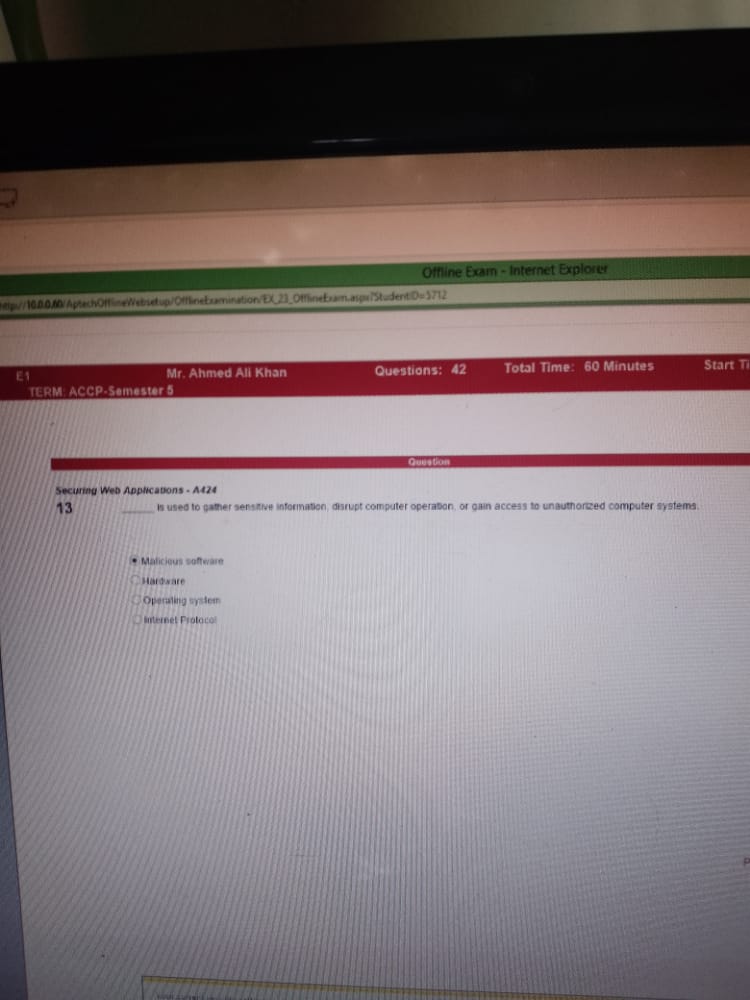 Offline Exam - Internet Explorer
http://10.0.0.60/AptechOfflineWebsetup/OfflineExamination/EX_23_OfflineExam.aspx?StudentID=5712
E1 Mr. Ahmed Ali Khan Questions: 42 Total Time: 60 Minutes Start Ti
TERM: ACCP-Semester 5
Question
Securing Web Applications - A424
13 ______ is used to gather sensitive information, disrupt computer operation, or gain access to unauthorized computer systems.
Malicious software
Hardware
Operating system
Internet Protocol